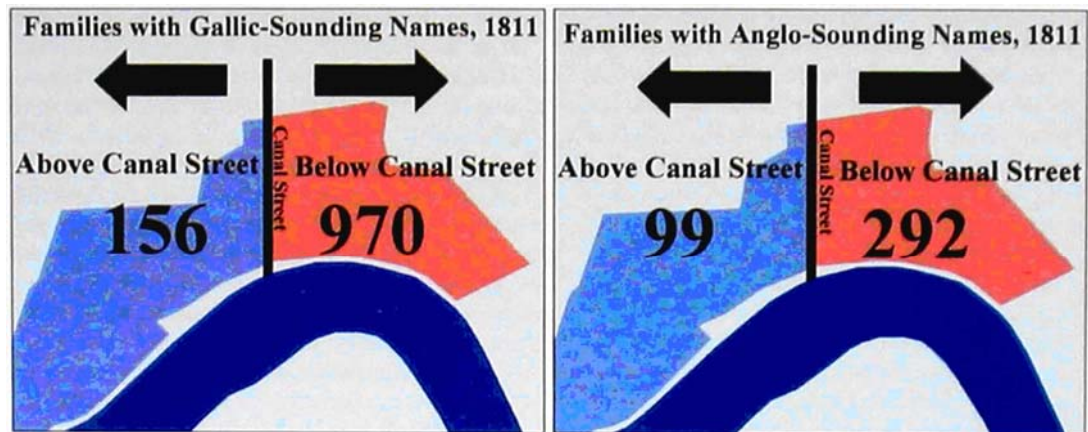 Families with Gallic-Sounding Names, 1811
Above Canal Street
Canal Street
Below Canal Street
156
970
Families with Anglo-Sounding Names, 1811
Above Canal Street
Canal Street
Below Canal Street
99
292